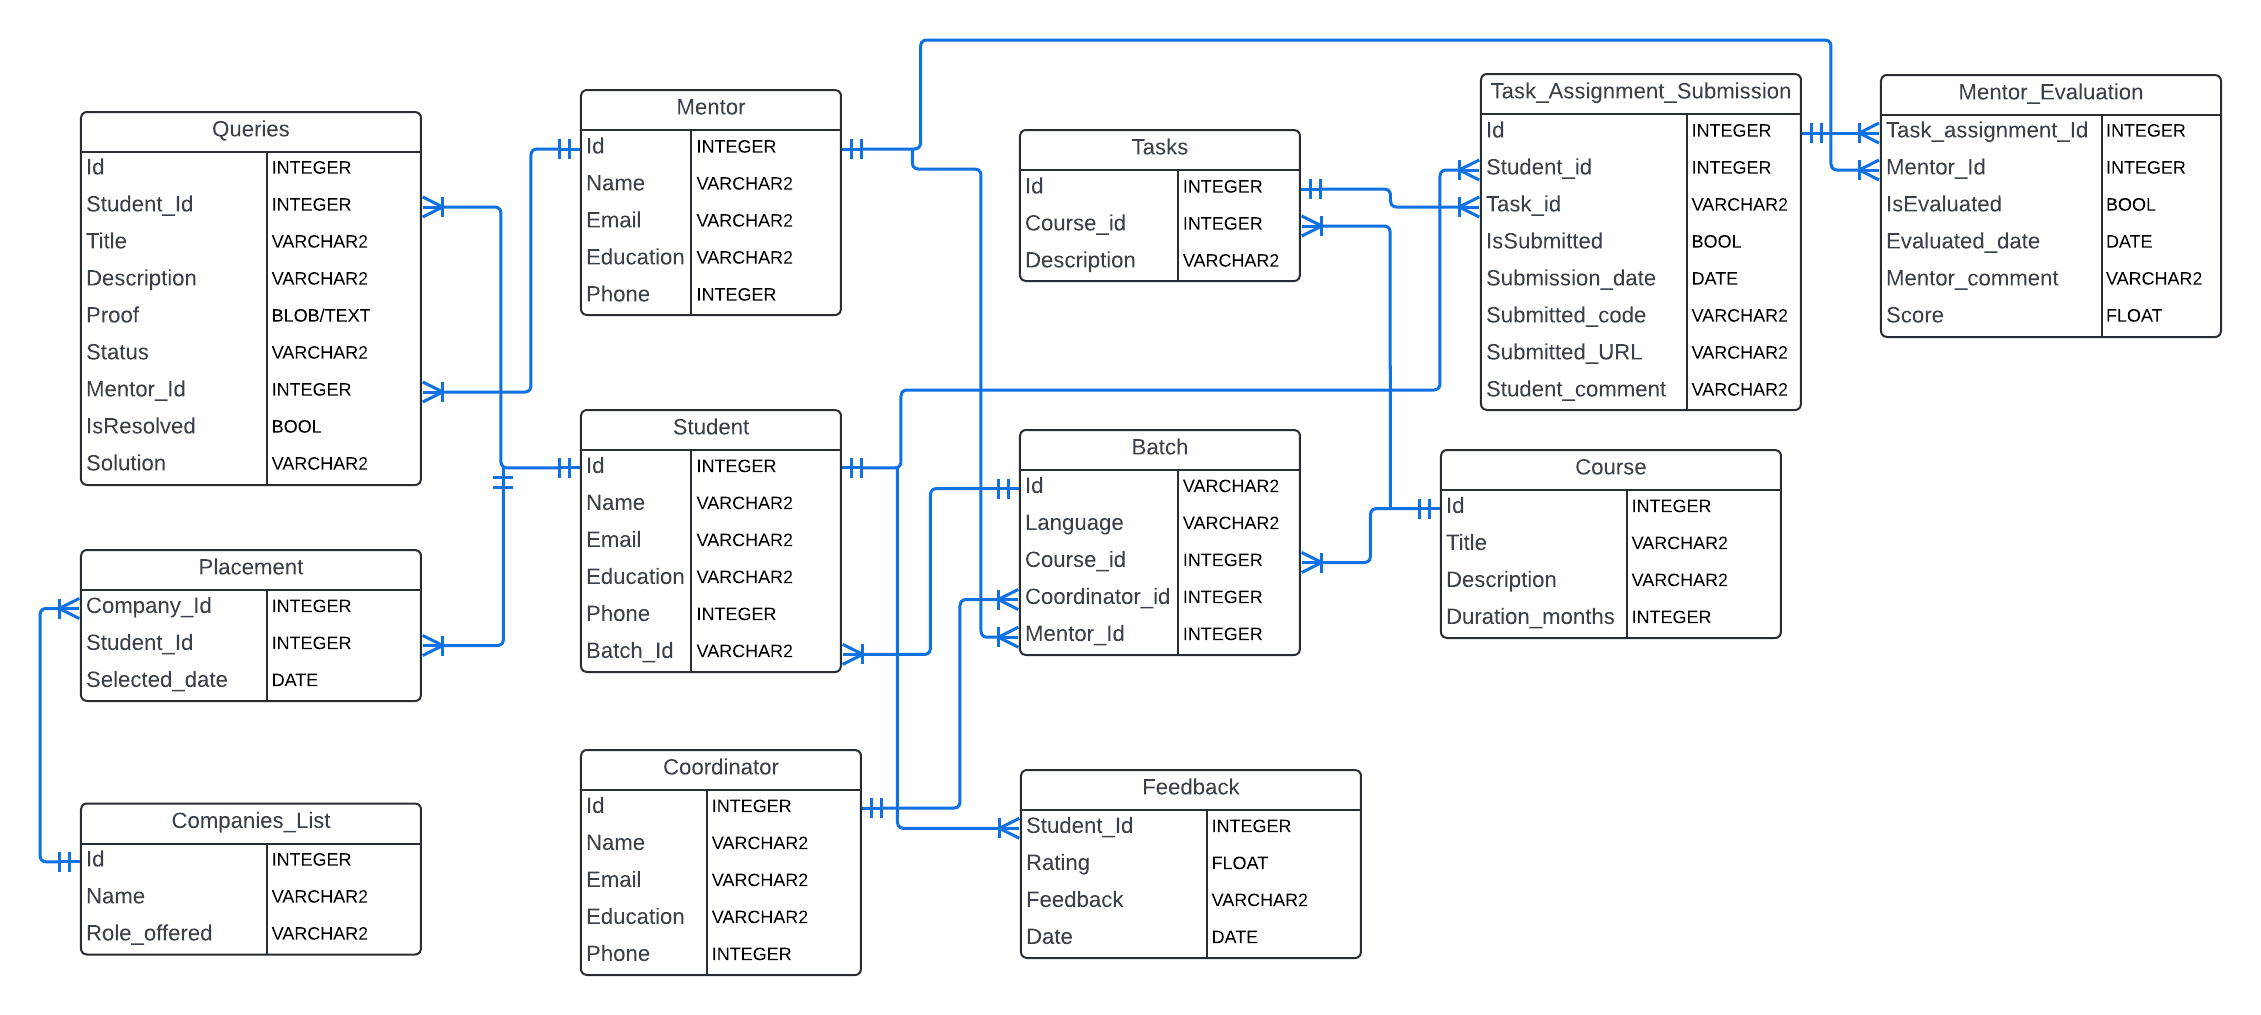 Queries
Id INTEGER
Student_Id INTEGER
Title VARCHAR2
Description VARCHAR2
Proof BLOB/TEXT
Status VARCHAR2
Mentor_Id INTEGER
IsResolved BOOL
Solution VARCHAR2
Placement
Company_Id INTEGER
Student_Id INTEGER
Selected_date DATE
Companies_List
Id INTEGER
Name VARCHAR2
Role_offered VARCHAR2
Mentor
Id INTEGER
Name VARCHAR2
Email VARCHAR2
Education VARCHAR2
Phone INTEGER
Student
Id INTEGER
Name VARCHAR2
Email VARCHAR2
Education VARCHAR2
Phone INTEGER
Batch_Id VARCHAR2
Coordinator
Id INTEGER
Name VARCHAR2
Email VARCHAR2
Education VARCHAR2
Phone INTEGER
Tasks
Id INTEGER
Course_id INTEGER
Description VARCHAR2
Batch
Id VARCHAR2
Language VARCHAR2
Course_id INTEGER
Coordinator_id INTEGER
Mentor_Id INTEGER
Feedback
Student_Id INTEGER
Rating FLOAT
Feedback VARCHAR2
Date DATE
Task_Assignment_Submission
Id INTEGER
Student_id INTEGER
Task_id VARCHAR2
IsSubmitted BOOL
Submission_date DATE
Submitted_code VARCHAR2
Submitted_URL VARCHAR2
Student_comment VARCHAR2
Course
Id INTEGER
Title VARCHAR2
Description VARCHAR2
Duration_months INTEGER
Mentor_Evaluation
Task_assignment_Id INTEGER
Mentor_Id INTEGER
IsEvaluated BOOL
Evaluated_date DATE
Mentor_comment VARCHAR2
Score FLOAT